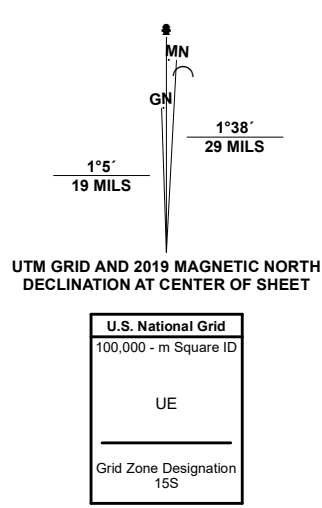 MN
GN
1°38´
29 MILS
1°5´
19 MILS
UTM GRID AND 2019 MAGNETIC NORTH
DECLINATION AT CENTER OF SHEET
U.S. National Grid
100,000 - m Square ID
UE
Grid Zone Designation
15S